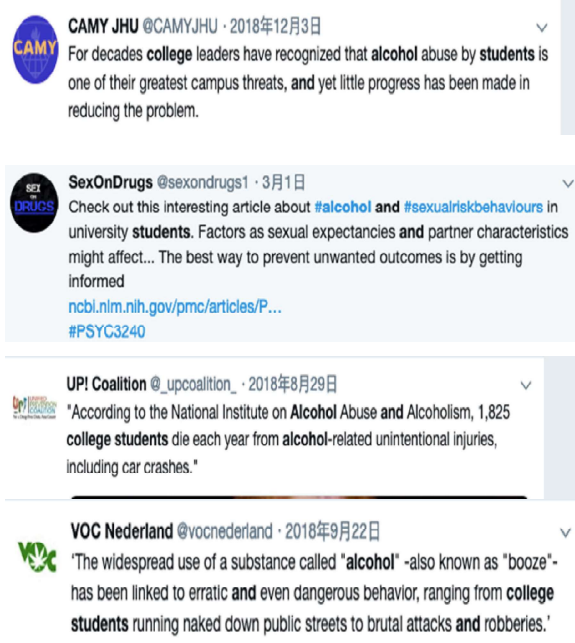 CAMY
CAMY JHU @CAMYJHU · 2018年12月3日
For decades college leaders have recognized that alcohol abuse by students is
one of their greatest campus threats, and yet little progress has been made in
reducing the problem.
SEX
ON
DRUGS
SexOnDrugs @sexondrugs1 · 3月1日
Check out this interesting article about #alcohol and #sexualriskbehaviours in
university students. Factors as sexual expectancies and partner characteristics
might affect... The best way to prevent unwanted outcomes is by getting
informed
ncbi.nlm.nih.gov/pmc/articles/P...
#PSYC3240
UP! Coalition @_upcoalition_ · 2018年8月29日
"According to the National Institute on Alcohol Abuse and Alcoholism, 1,825
college students die each year from alcohol-related unintentional injuries,
including car crashes."
VOC
VOC Nederland @vocnederland · 2018年9月22日
'The widespread use of a substance called "alcohol" -also known as "booze"-
has been linked to erratic and even dangerous behavior, ranging from college
students running naked down public streets to brutal attacks and robberies.'